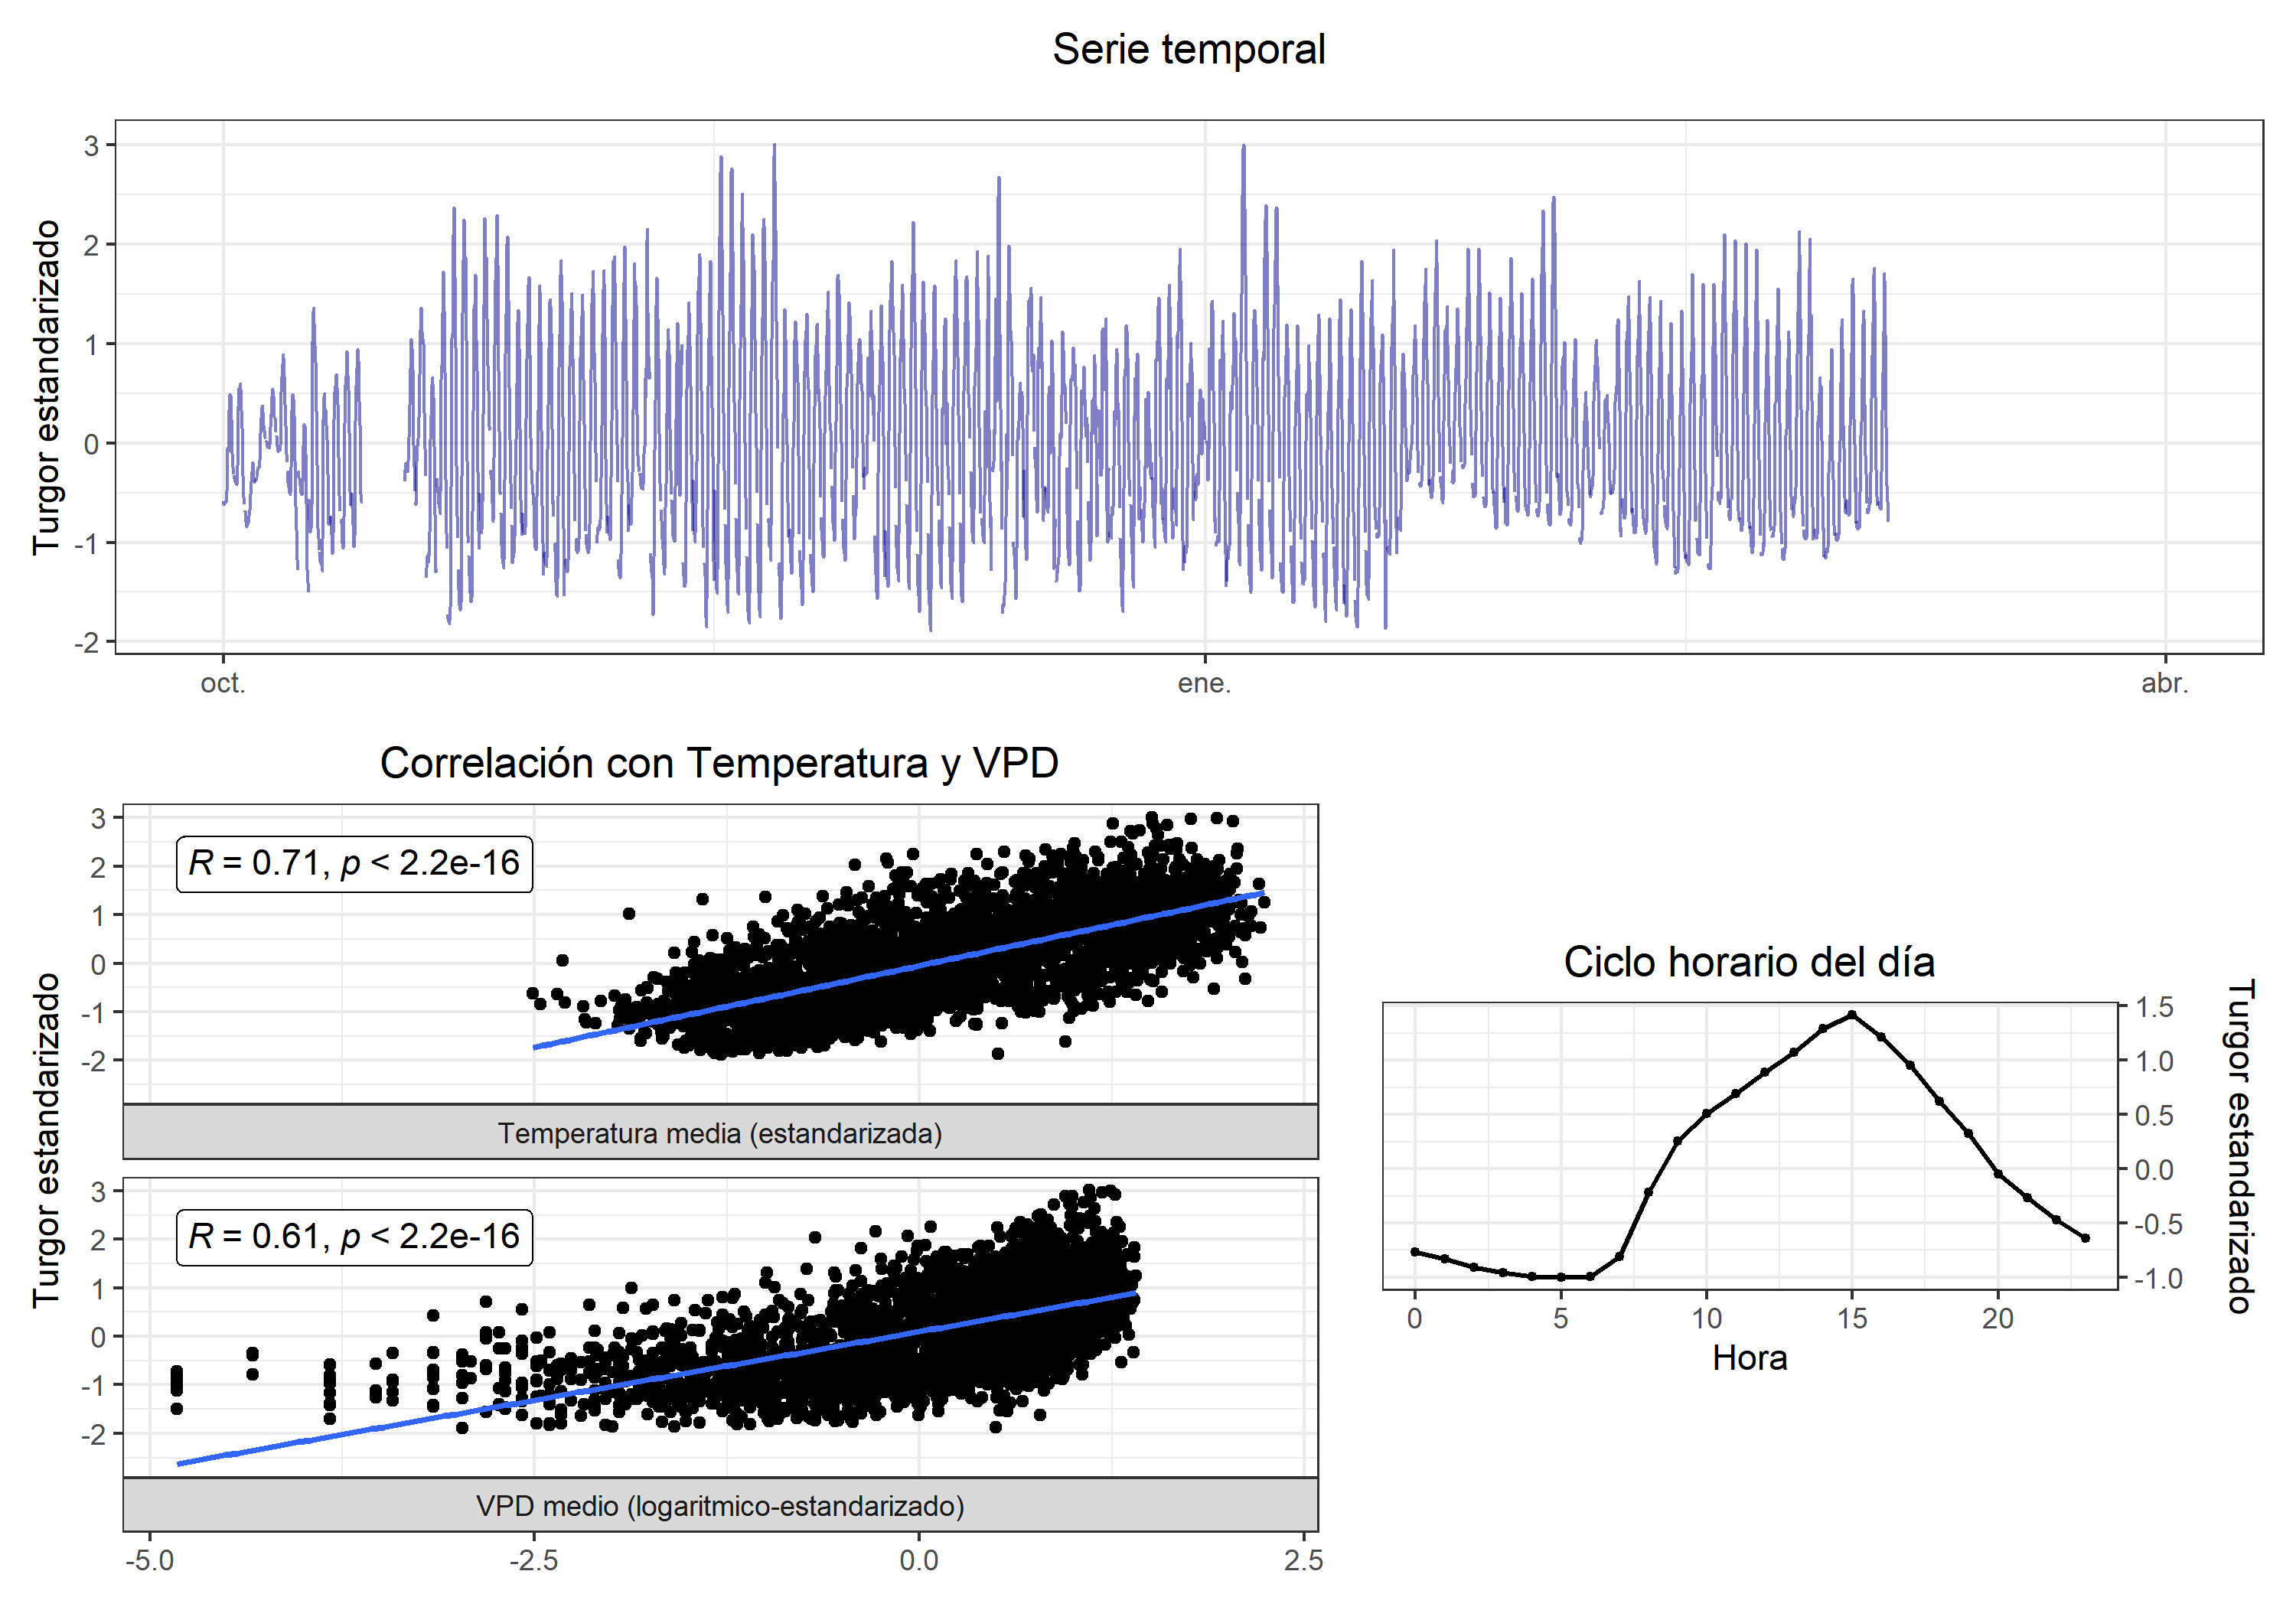 Serie temporal
Turgor estandarizado
3
2
1
0
-1
-2
oct.
ene.
abr.
Correlación con Temperatura y VPD
Turgor estandarizado
3
2
1
0
-1
-2
R = 0.71, p < 2.2e-16
Temperatura media (estandarizada)
3
2
1
0
-1
-2
R = 0.61, p < 2.2e-16
VPD medio (logaritmico-estandarizado)
-5.0
-2.5
0.0
2.5
Ciclo horario del día
1.5
1.0
0.5
0.0
-0.5
-1.0
Turgor estandarizado
0
5
10
15
20
Hora